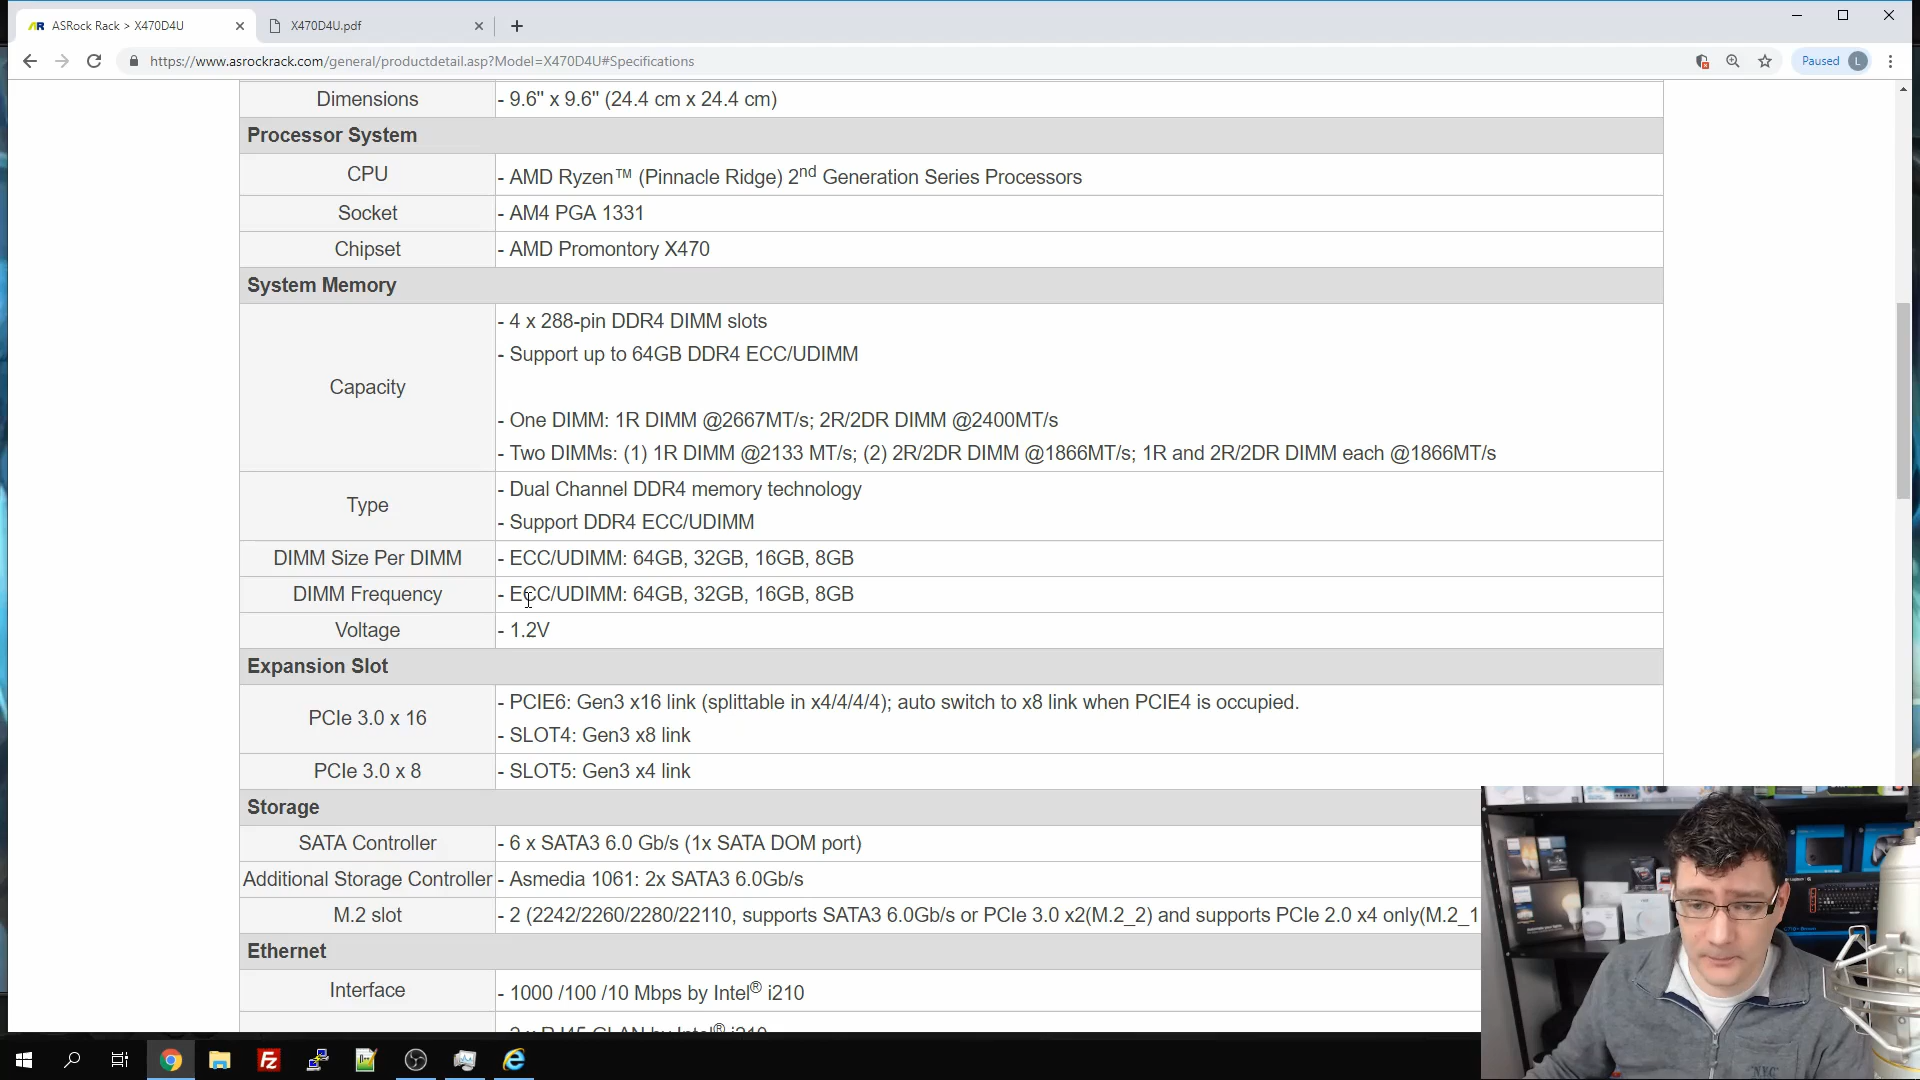 ASRock Rack > X470D4U
X470D4U.pdf
https://www.asrockrack.com/general/productdetail.asp?Model=X470D4U#Specifications
Paused L
Dimensions - 9.6" x 9.6" (24.4 cm x 24.4 cm)
Processor System
CPU - AMD Ryzen™ (Pinnacle Ridge) 2nd Generation Series Processors
Socket - AM4 PGA 1331
Chipset - AMD Promontory X470
System Memory
Capacity
- 4 x 288-pin DDR4 DIMM slots
- Support up to 64GB DDR4 ECC/UDIMM
- One DIMM: 1R DIMM @2667MT/s; 2R/2DR DIMM @2400MT/s
- Two DIMMs: (1) 1R DIMM @2133 MT/s; (2) 2R/2DR DIMM @1866MT/s; 1R and 2R/2DR DIMM each @1866MT/s
Type
- Dual Channel DDR4 memory technology
- Support DDR4 ECC/UDIMM
DIMM Size Per DIMM - ECC/UDIMM: 64GB, 32GB, 16GB, 8GB
DIMM Frequency - ECC/UDIMM: 64GB, 32GB, 16GB, 8GB
Voltage - 1.2V
Expansion Slot
PCIe 3.0 x 16
- PCIE6: Gen3 x16 link (splittable in x4/4/4/4); auto switch to x8 link when PCIE4 is occupied.
- SLOT4: Gen3 x8 link
PCIe 3.0 x 8 - SLOT5: Gen3 x4 link
Storage
SATA Controller - 6 x SATA3 6.0 Gb/s (1x SATA DOM port)
Additional Storage Controller - Asmedia 1061: 2x SATA3 6.0Gb/s
M.2 slot - 2 (2242/2260/2280/22110, supports SATA3 6.0Gb/s or PCIe 3.0 x2(M.2_2) and supports PCIe 2.0 x4 only(M.2_1
Ethernet
Interface - 1000 /100 /10 Mbps by Intel® i210